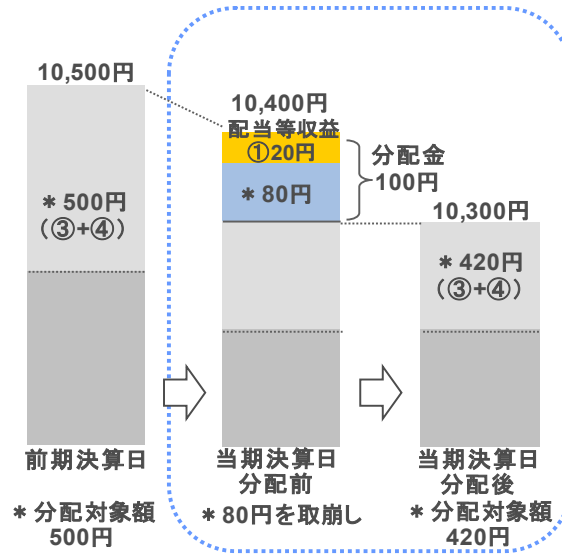 10,500円
＊500円
（③+④）
前期決算日
＊分配対象額
500円
10,400円
配当等収益
①20円
＊80円
分配金
100円
当期決算日
分配前
＊80円を取崩し
10,300円
＊420円
（③+④）
当期決算日
分配後
＊分配対象額
420円